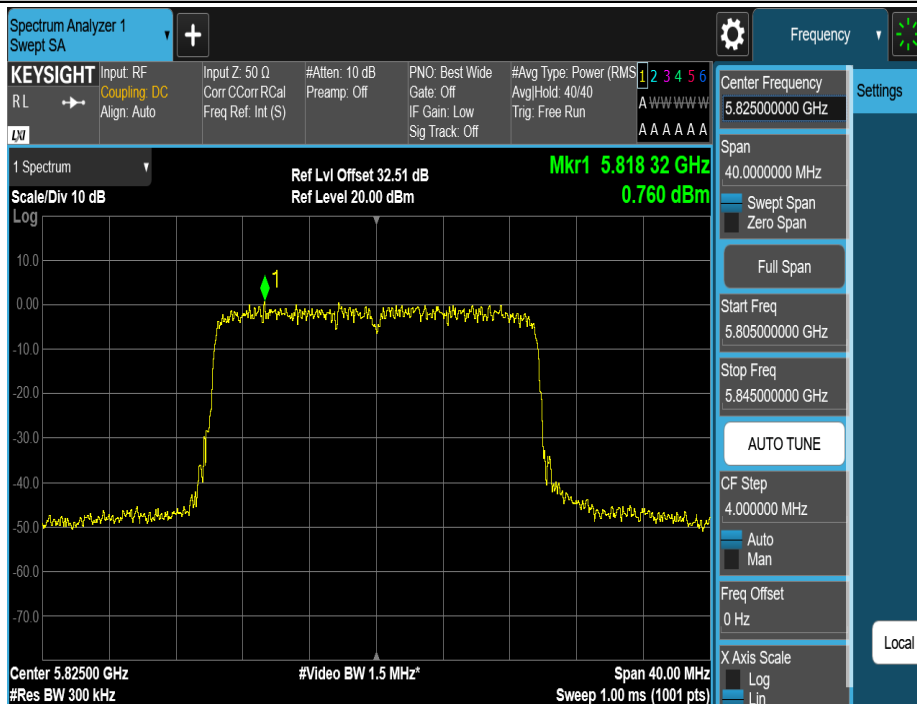 Spectrum Analyzer 1
Swept SA
+
Frequency
KEYSIGHT
RL
LXI
Input: RF
Coupling: DC
Align: Auto
Input Z: 50 Ω
Corr CCorr RCal
Freq Ref: Int (S)
#Atten: 10 dB
Preamp: Off
PNO: Best Wide
Gate: Off
IF Gain: Low
Sig Track: Off
#Avg Type: Power (RMS
Avg|Hold: 40/40
Trig: Free Run
1 2 3 4 5 6
A W W W W W
A A A A A A
1 Spectrum
Scale/Div 10 dB
Log
Ref Lvl Offset 32.51 dB
Ref Level 20.00 dBm
Mkr1 5.818 32 GHz
0.760 dBm
1
10.0
0.00
-10.0
-20.0
-30.0
-40.0
-50.0
-60.0
-70.0
Center 5.82500 GHz
#Res BW 300 kHz
#Video BW 1.5 MHz*
Span 40.00 MHz
Sweep 1.00 ms (1001 pts)
Center Frequency
5.825000000 GHz
Span
40.0000000 MHz
Swept Span
Zero Span
Full Span
Start Freq
5.805000000 GHz
Stop Freq
5.845000000 GHz
AUTO TUNE
CF Step
4.000000 MHz
Auto
Man
Freq Offset
0 Hz
X Axis Scale
Log
Lin
Settings
Local